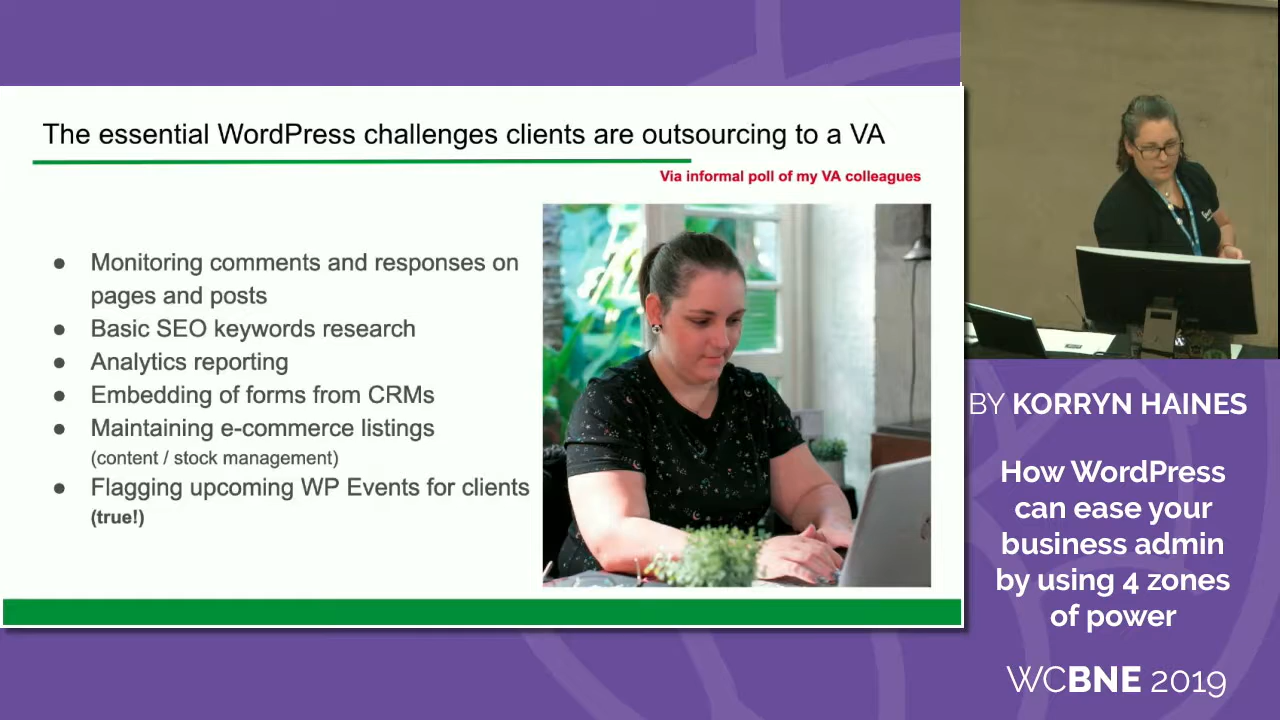 The essential WordPress challenges clients are outsourcing to a VA
Via informal poll of my VA colleagues
● Monitoring comments and responses on
pages and posts
● Basic SEO keywords research
● Analytics reporting
● Embedding of forms from CRMs
● Maintaining e-commerce listings
(content / stock management)
● Flagging upcoming WP Events for clients
(true!)
BY KORRYN HAINES
How WordPress
can ease your
business admin
by using 4 zones
of power
WCBNE 2019